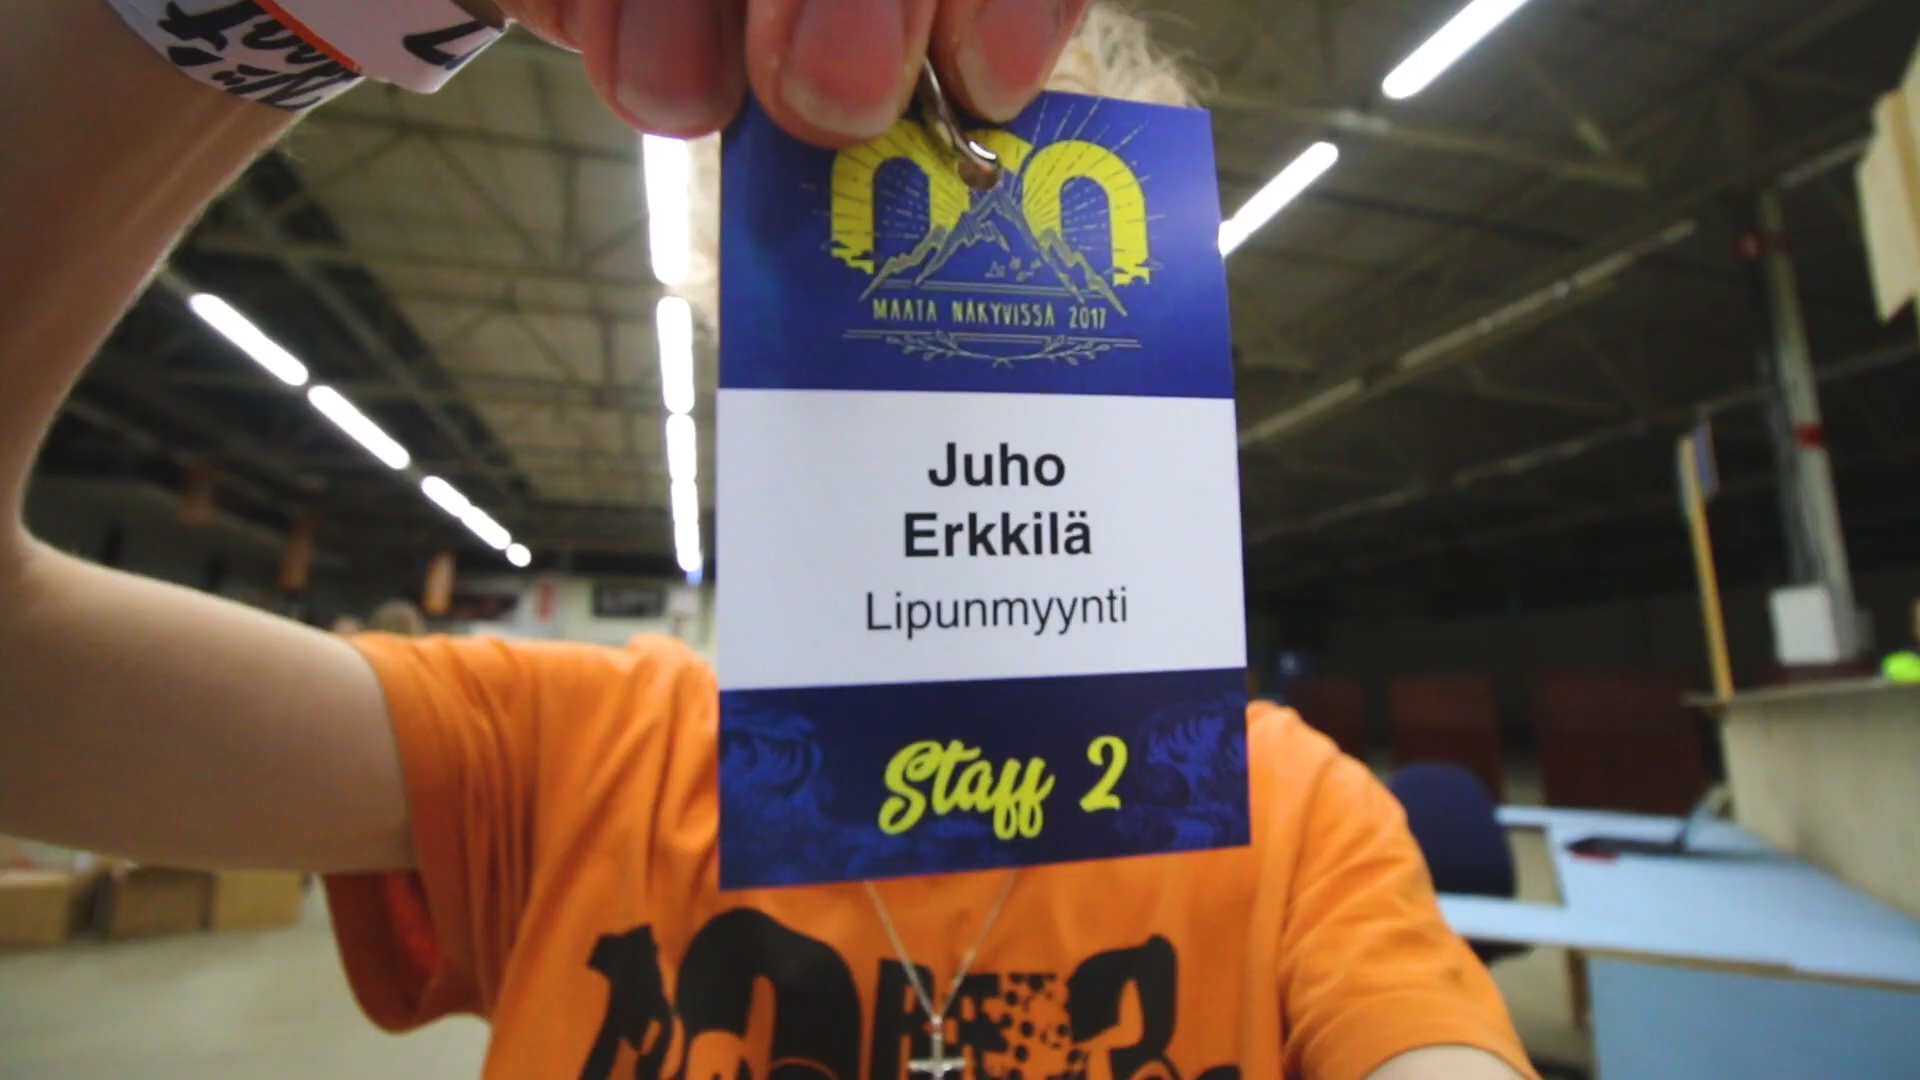 MAATA NÄKYVISSÄ 2017
Juho
Erkkilä
Lipunmyynti
Staff 2